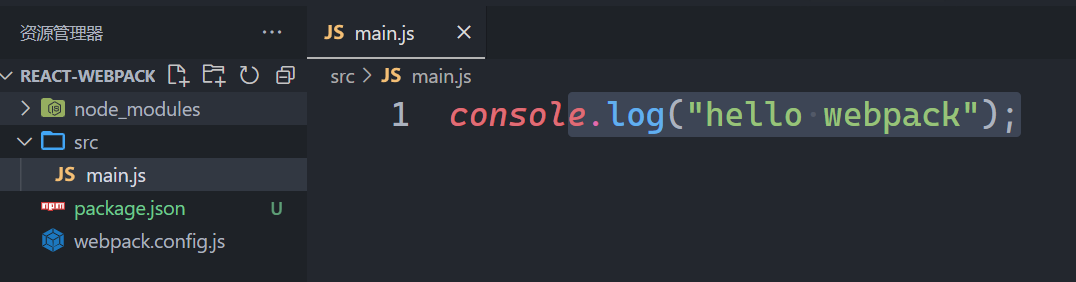 资源管理器 ···
JS main.js ×
REACT-WEBPACK
src > JS main.js
node_modules
1 console.log("hello webpack");
src
JS main.js
npm package.json U
webpack.config.js